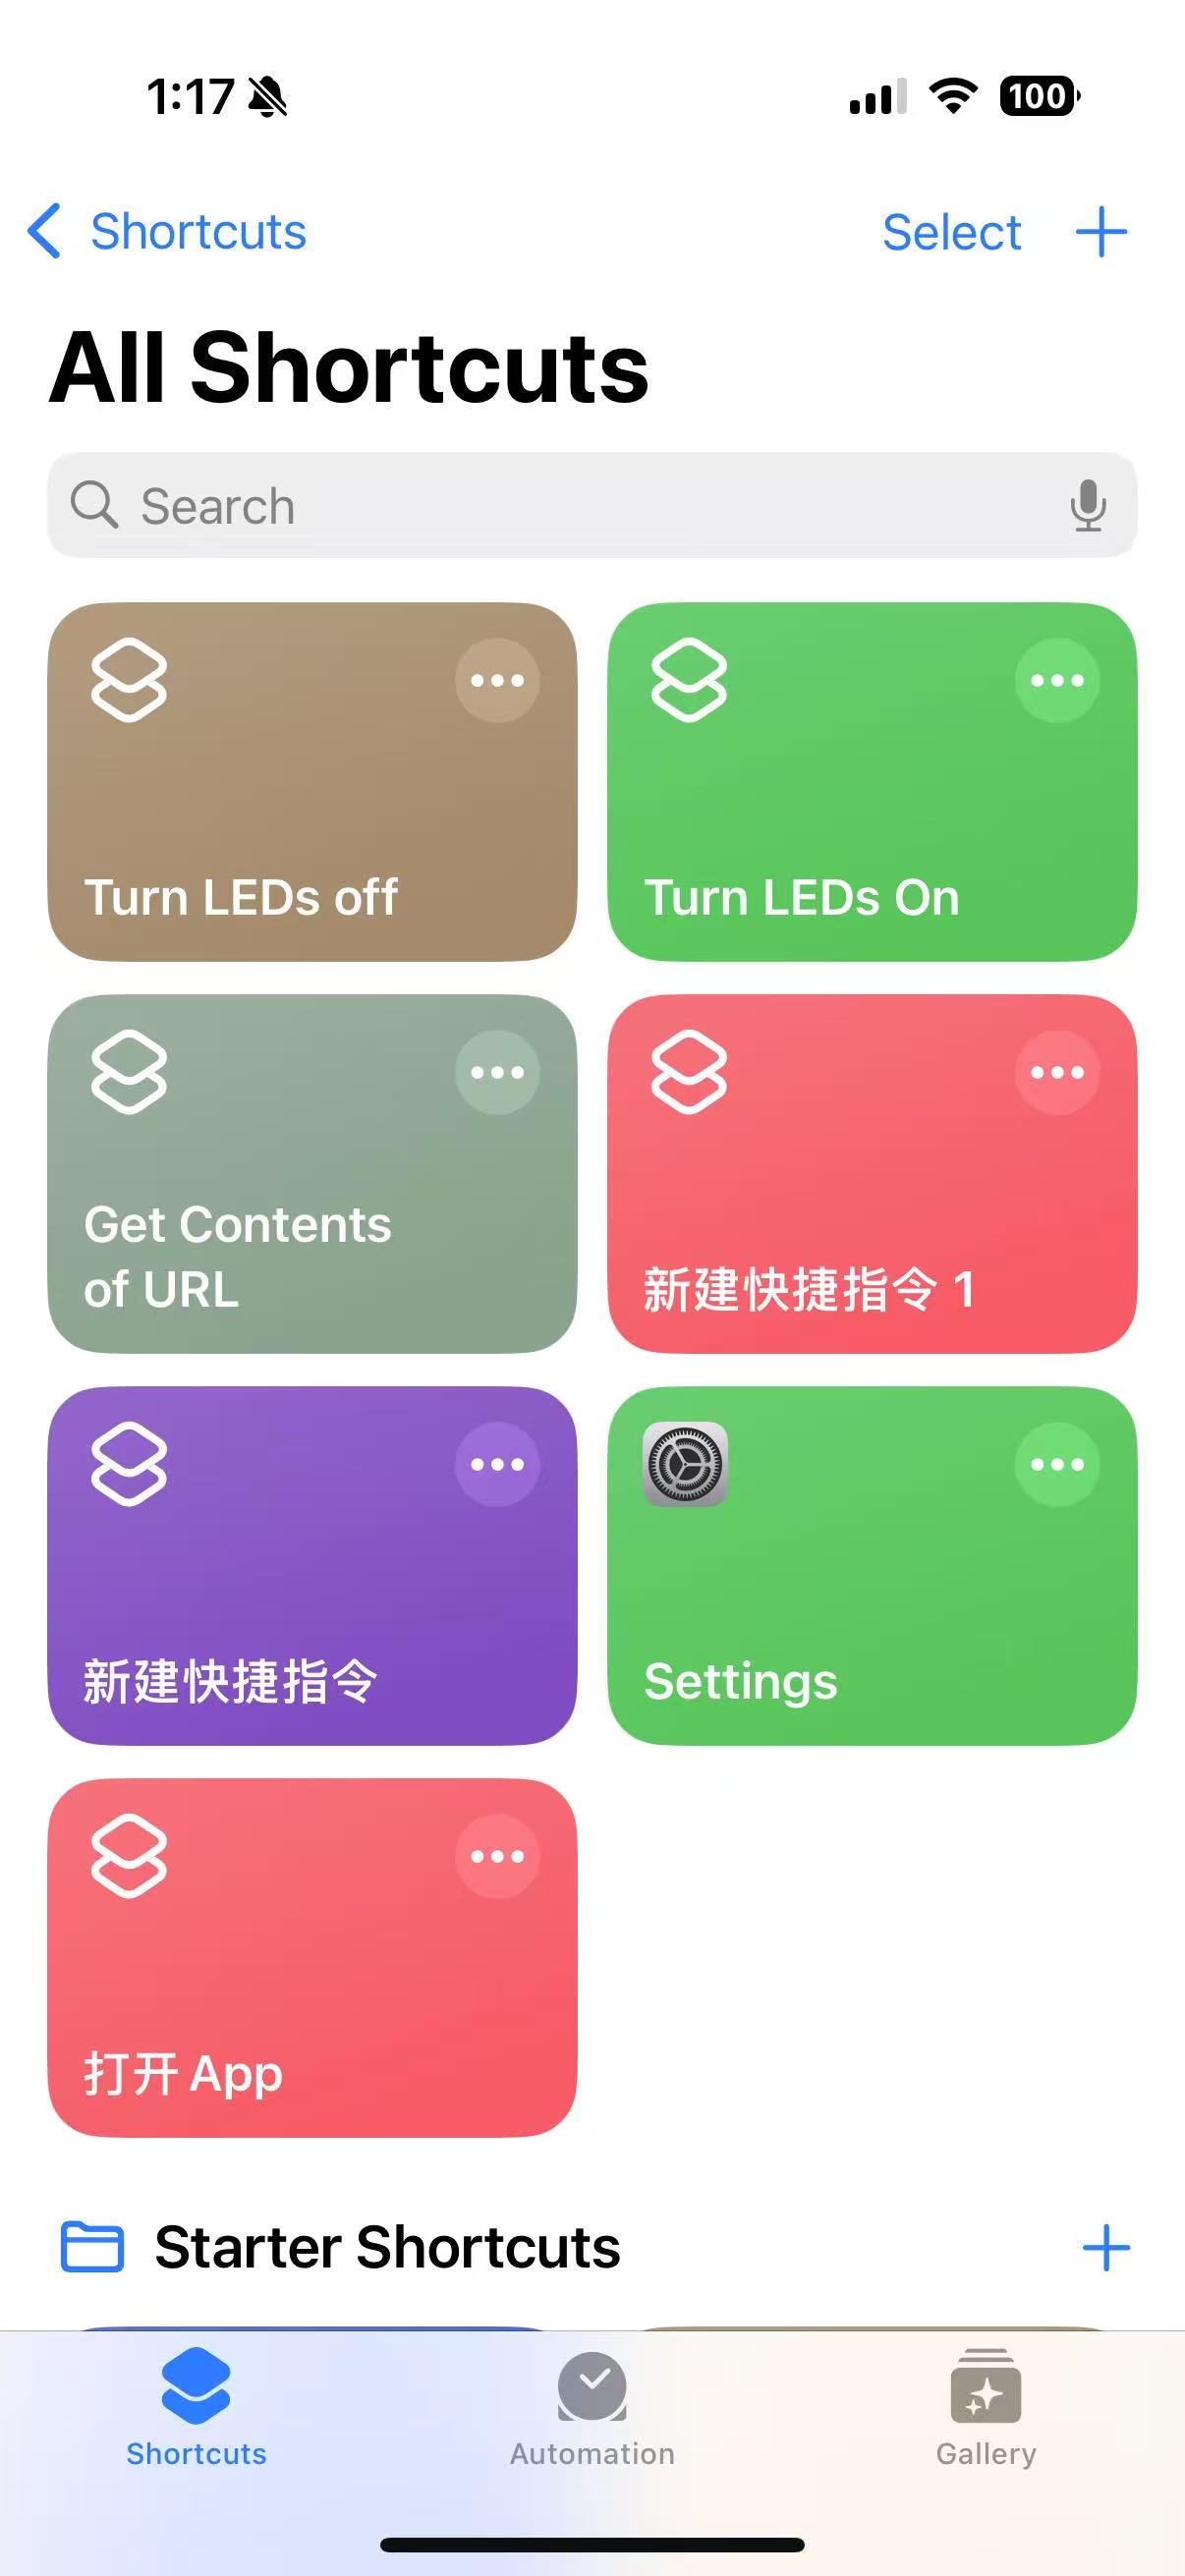 1:17
100
Shortcuts
Select
All Shortcuts
Search
Turn LEDs off
Turn LEDs On
Get Contents
of URL
新建快捷指令 1
新建快捷指令
Settings
打开 App
Starter Shortcuts
Shortcuts
Automation
Gallery